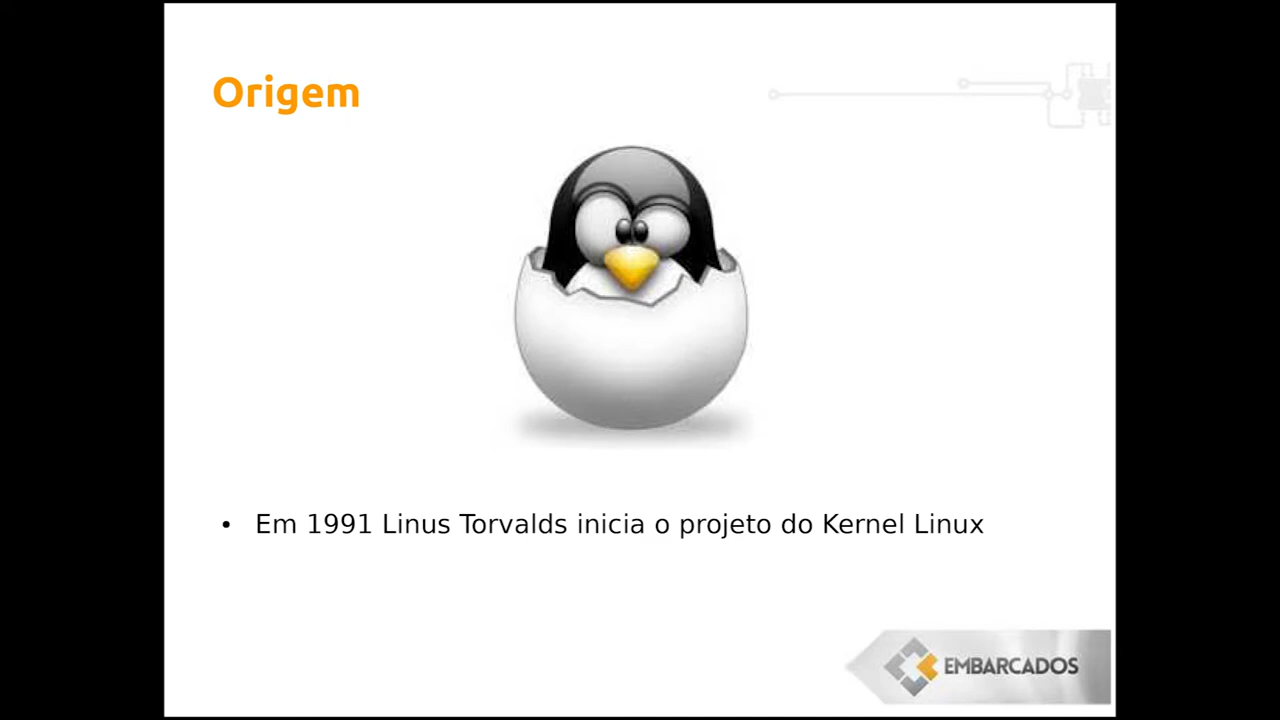 Origem
• Em 1991 Linus Torvalds inicia o projeto do Kernel Linux
EMBARCADOS